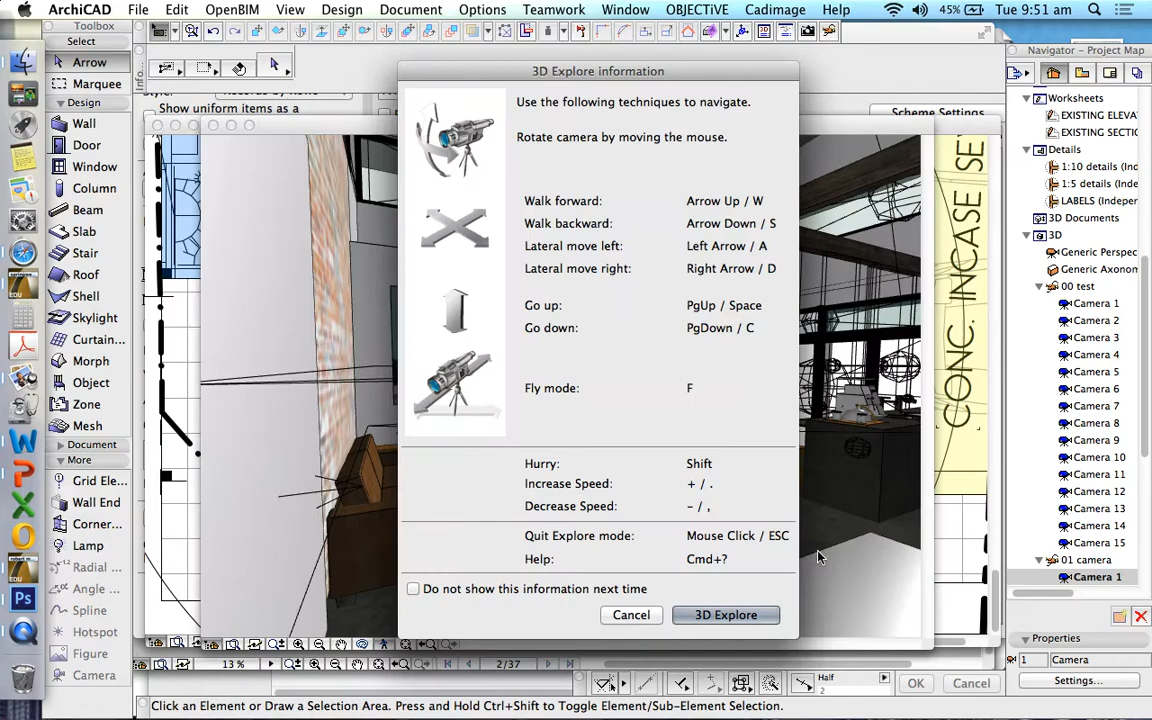 ArchiCAD File Edit OpenBIM View Design Document Options Teamwork Window OBJECTiVE Cadimage Help 45% Tue 9:51 am
Toolbox
Select
Arrow
Marquee
Design
Wall
Door
Window
Column
Beam
Slab
Stair
Roof
Shell
Skylight
Curtain...
Morph
Object
Zone
Mesh
Document
More
Grid Ele...
Wall End
Corner...
Lamp
Radial ...
Angle ...
Spline
Hotspot
Figure
Camera
Show uniform items as a
Scheme Settings
3D Explore information
Use the following techniques to navigate.
Rotate camera by moving the mouse.
Walk forward: Arrow Up / W
Walk backward: Arrow Down / S
Lateral move left: Left Arrow / A
Lateral move right: Right Arrow / D
Go up: PgUp / Space
Go down: PgDown / C
Fly mode: F
Hurry: Shift
Increase Speed: + / .
Decrease Speed: - / ,
Quit Explore mode: Mouse Click / ESC
Help: Cmd+?
Do not show this information next time
Cancel 3D Explore
CONC. INCASE SE
Navigator - Project Map
Worksheets
EXISTING ELEVA
EXISTING SECTIO
Details
1:10 details (Inde
1:5 details (Inde
LABELS (Indeper
3D Documents
3D
Generic Perspe
Generic Axonom
00 test
Camera 1
Camera 2
Camera 3
Camera 4
Camera 5
Camera 6
Camera 7
Camera 8
Camera 9
Camera 10
Camera 11
Camera 12
Camera 13
Camera 14
Camera 15
01 camera
Camera 1
Properties
1 Camera
Settings...
13 % 2/37
Half
2
OK Cancel
Click an Element or Draw a Selection Area. Press and Hold Ctrl+Shift to Toggle Element/Sub-Element Selection.